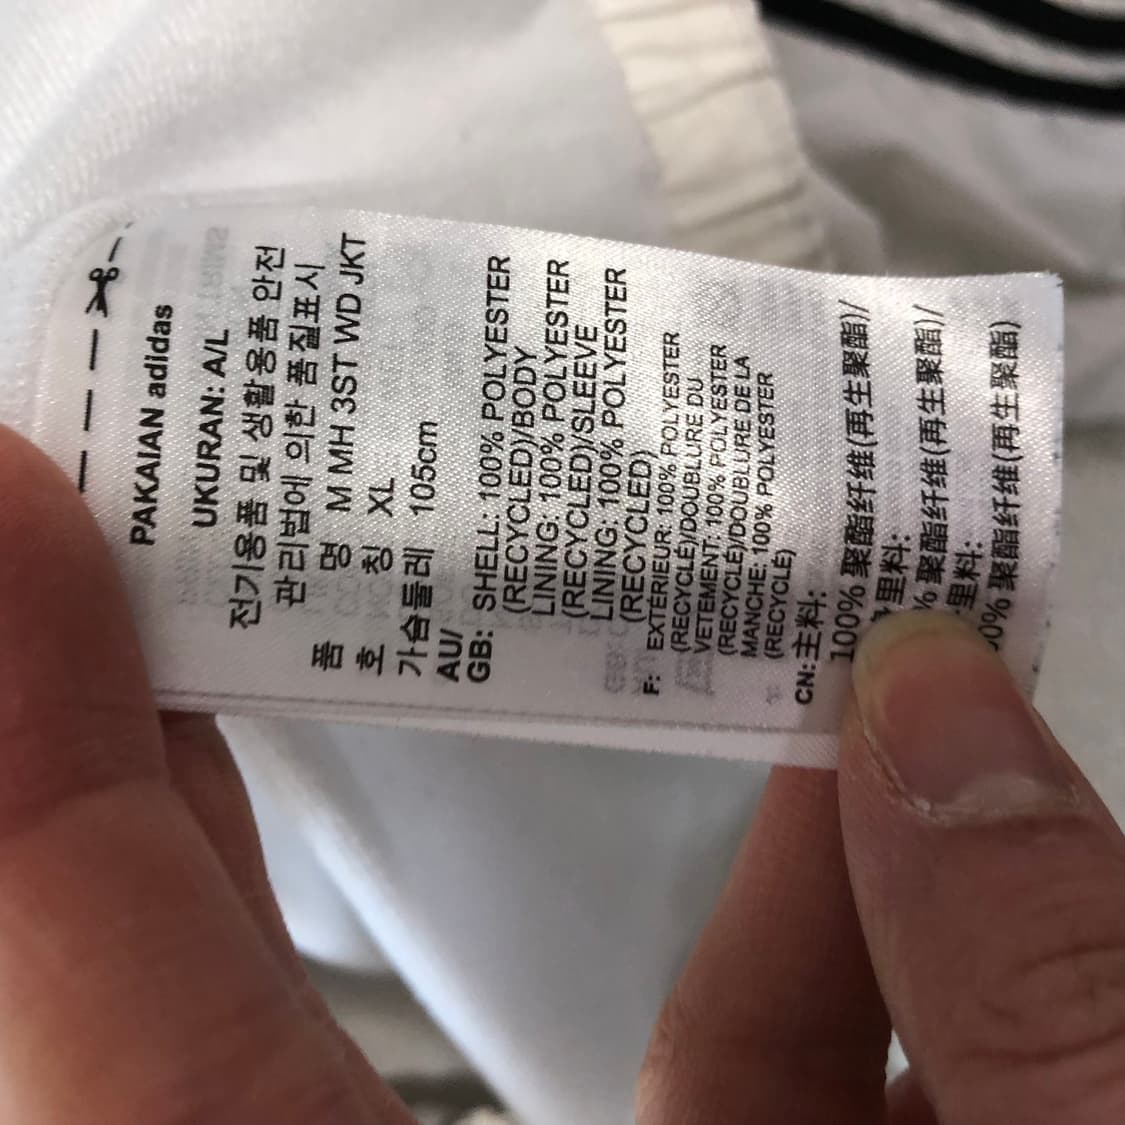 PAKAIAN adidas
UKURAN: A/L
전기용품 및 생활용품 안전
관리법에 의한 품질표시
품 명 M MH 3ST WD JKT
호 칭 XL
가슴둘레 105cm
AU/
GB: SHELL: 100% POLYESTER
(RECYCLED)/BODY
LINING: 100% POLYESTER
(RECYCLED)/SLEEVE
LINING: 100% POLYESTER
(RECYCLED)
F: EXTÉRIEUR: 100% POLYESTER
(RECYCLÉ)/DOUBLURE DU
VETEMENT: 100% POLYESTER
(RECYCLÉ)/DOUBLURE DE LA
MANCHE: 100% POLYESTER
(RECYCLÉ)
CN: 主料:
100% 聚酯纤维(再生聚酯)/
里料:
% 聚酯纤维(再生聚酯)/
里料:
0% 聚酯纤维(再生聚酯)